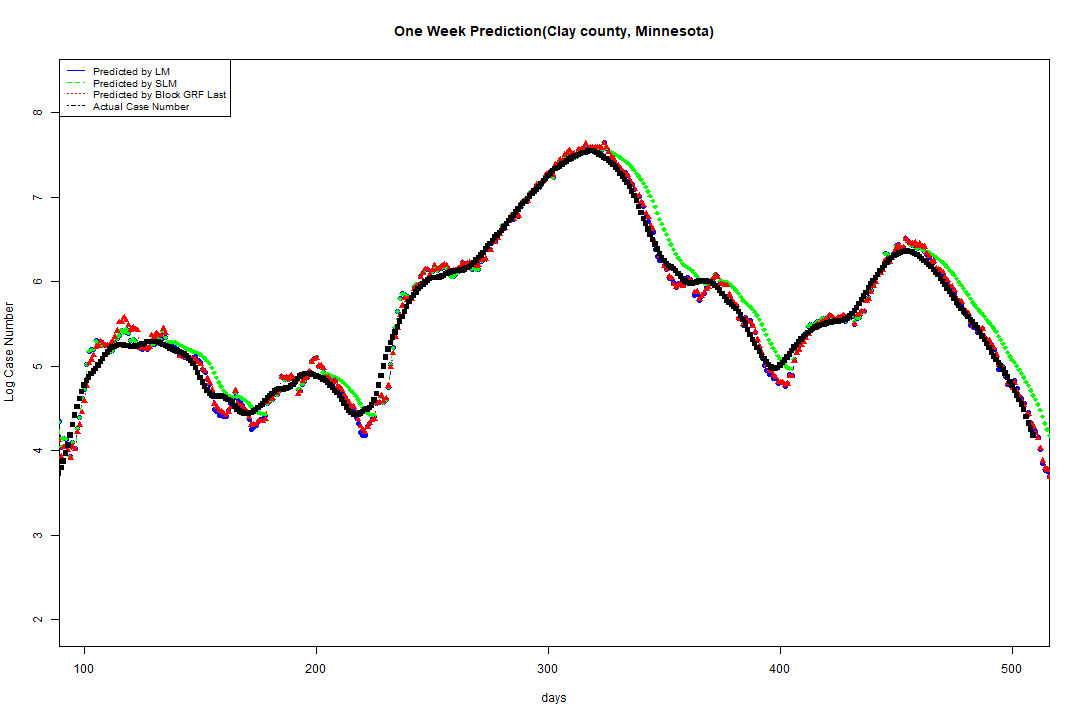 One Week Prediction(Clay county, Minnesota)
Predicted by LM
Predicted by SLM
Predicted by Block GRF Last
Actual Case Number
8
7
6
5
4
3
2
Log Case Number
100 200 300 400 500
days